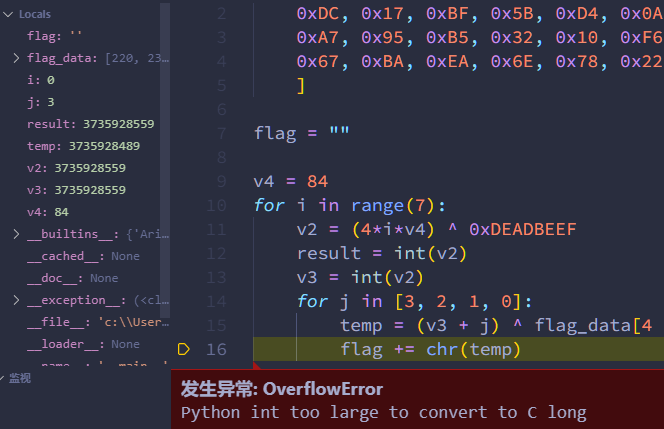 Locals
flag: ''
flag_data: [220, 23…
i: 0
j: 3
result: 3735928559
temp: 3735928489
v2: 3735928559
v3: 3735928559
v4: 84
__builtins__: {'Ari…
__cached__: None
__doc__: None
__exception__: (<cl…
__file__: 'c:\\User…
__loader__: None
监视
2 0xDC, 0x17, 0xBF, 0x5B, 0xD4, 0x0A
3 0xA7, 0x95, 0xB5, 0x32, 0x10, 0xF6
4 0x67, 0xBA, 0xEA, 0x6E, 0x78, 0x22
5 ]
6
7 flag = ""
8
9 v4 = 84
10 for i in range(7):
11 v2 = (4*i*v4) ^ 0xDEADBEEF
12 result = int(v2)
13 v3 = int(v2)
14 for j in [3, 2, 1, 0]:
15 temp = (v3 + j) ^ flag_data[4
16 flag += chr(temp)
发生异常: OverflowError
Python int too large to convert to C long